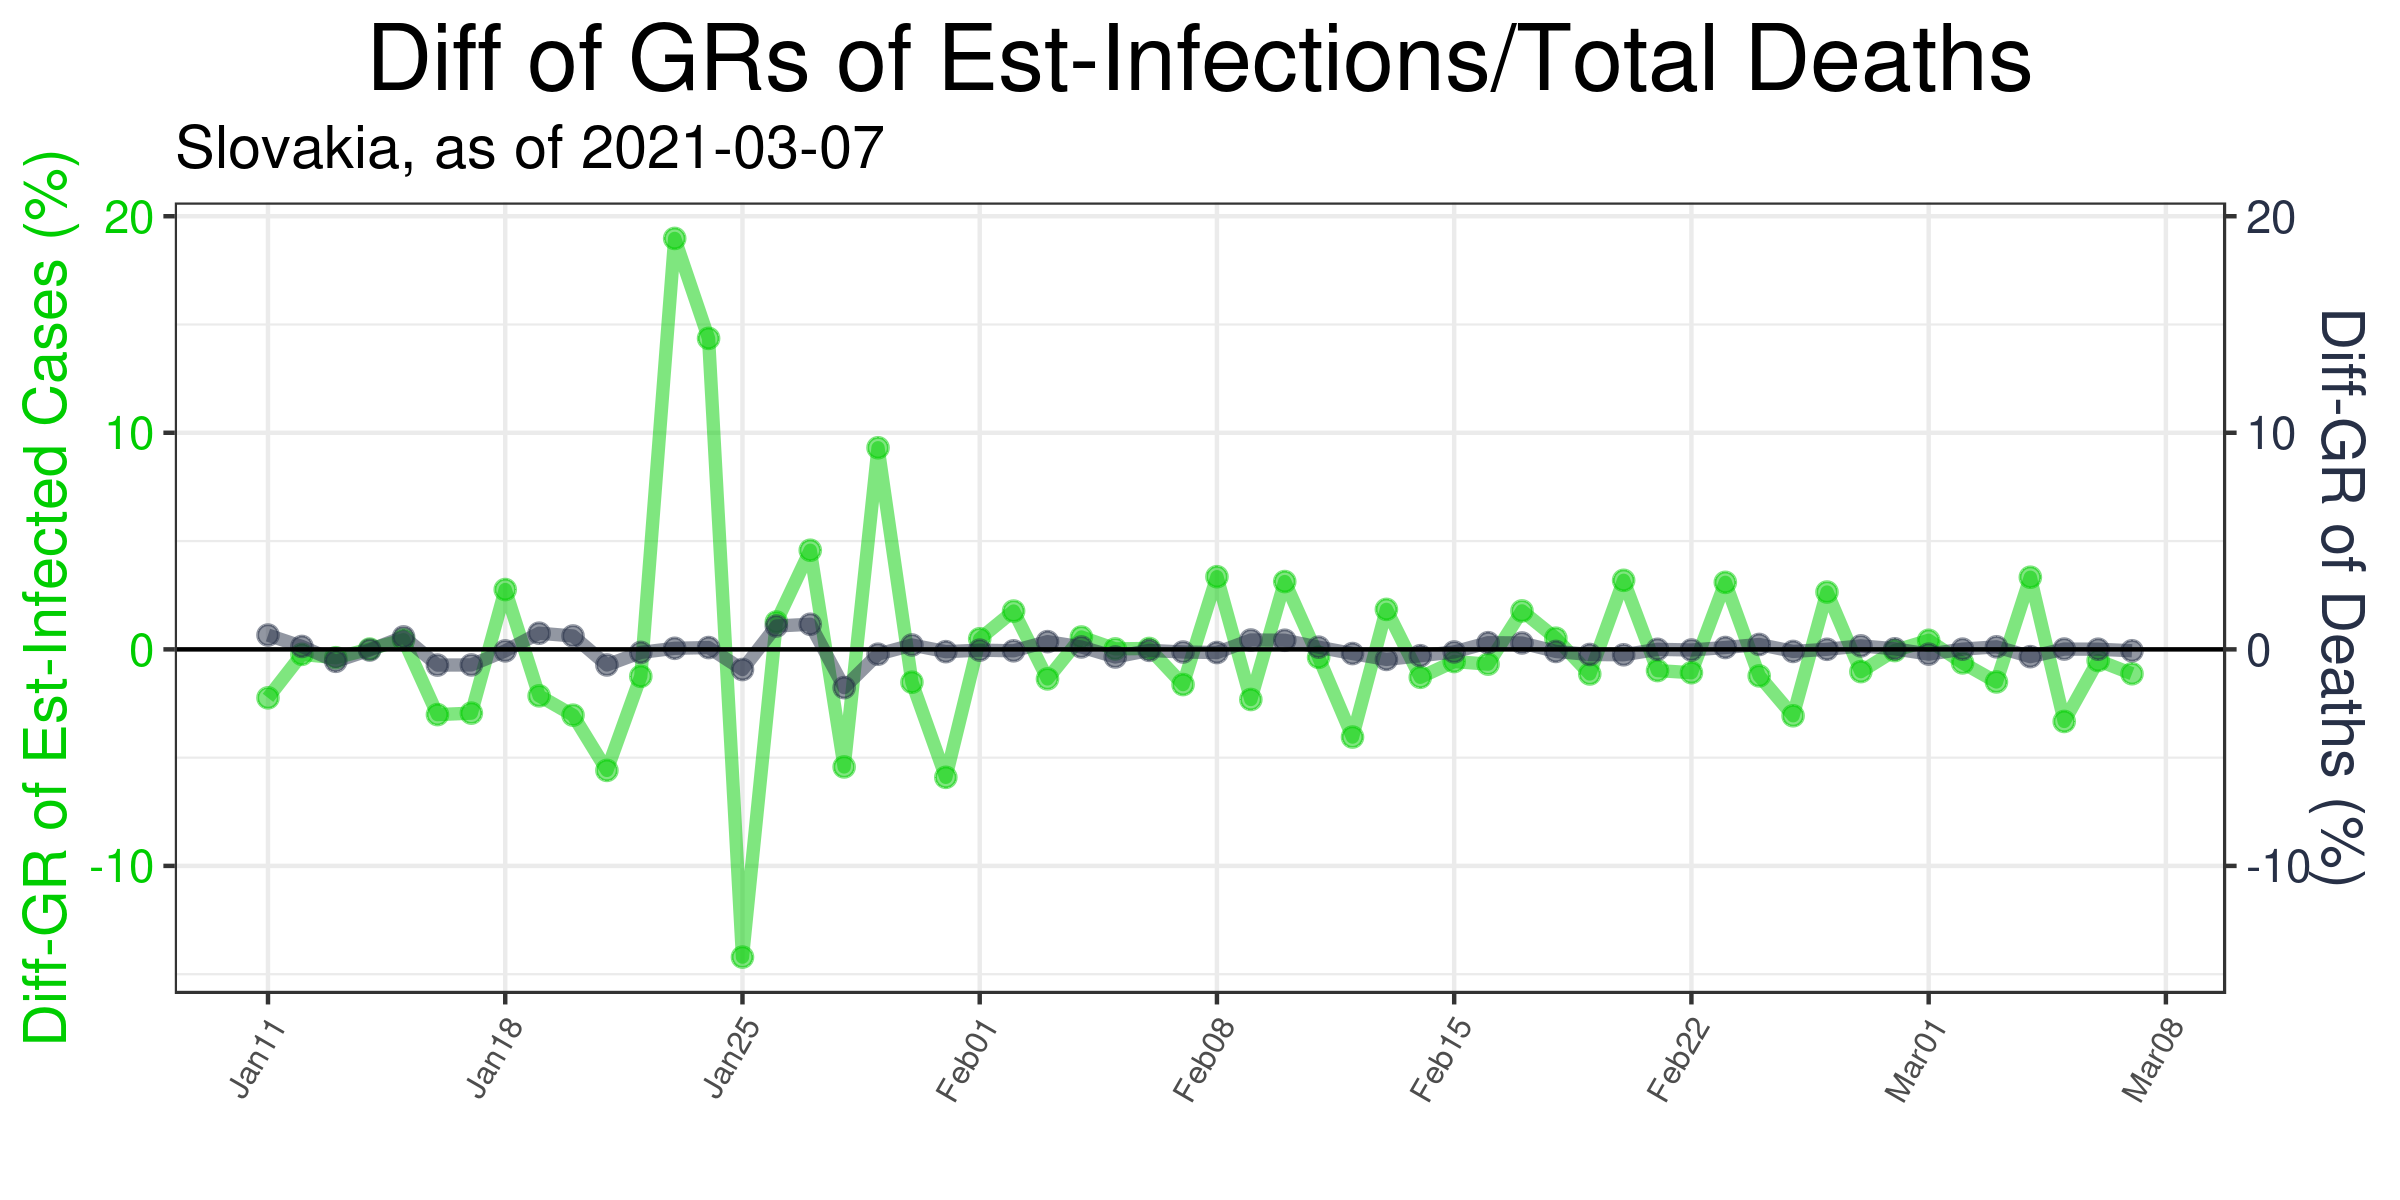 Diff of GRs of Est-Infections/Total Deaths
Slovakia, as of 2021-03-07
Diff-GR of Est-Infected Cases (%)
20
10
0
-10
20
10
0
-10
Diff-GR of Deaths (%)
Jan11
Jan18
Jan25
Feb01
Feb08
Feb15
Feb22
Mar01
Mar08